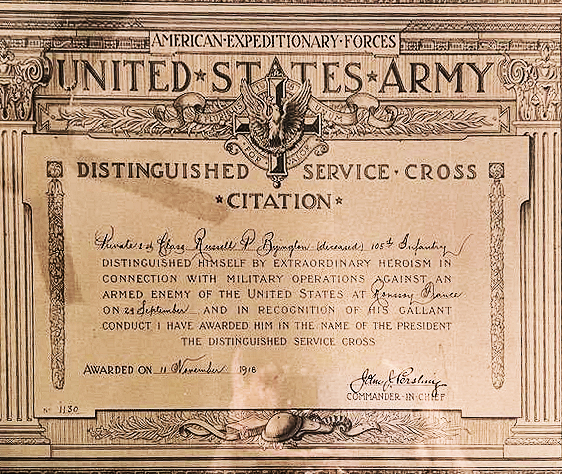 AMERICAN·EXPEDITIONARY·FORCES
UNITED★STATES★ARMY
FOR VALOR
DISTINGUISHED SERVICE·CROSS
★CITATION★
Private 1st Class Russell P. Byington (deceased) 105th Infantry
DISTINGUISHED HIMSELF BY EXTRAORDINARY HEROISM IN
CONNECTION WITH MILITARY OPERATIONS AGAINST AN
ARMED ENEMY OF THE UNITED STATES AT Ronssoy France
ON 29 September AND IN RECOGNITION OF HIS GALLANT
CONDUCT I HAVE AWARDED HIM IN THE NAME OF THE PRESIDENT
THE DISTINGUISHED SERVICE CROSS
AWARDED ON 11 November 1918
John J. Pershing
COMMANDER·IN·CHIEF
No 1130